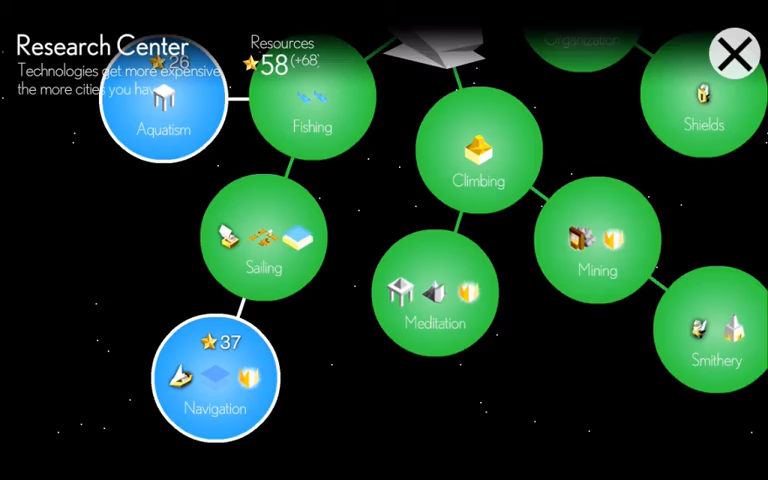 Research Center
Technologies get more expensive
the more cities you have.
Resources
58 (+68)
26
Aquatism
Fishing
Organization
Shields
Climbing
Sailing
Mining
Meditation
Smithery
37
Navigation